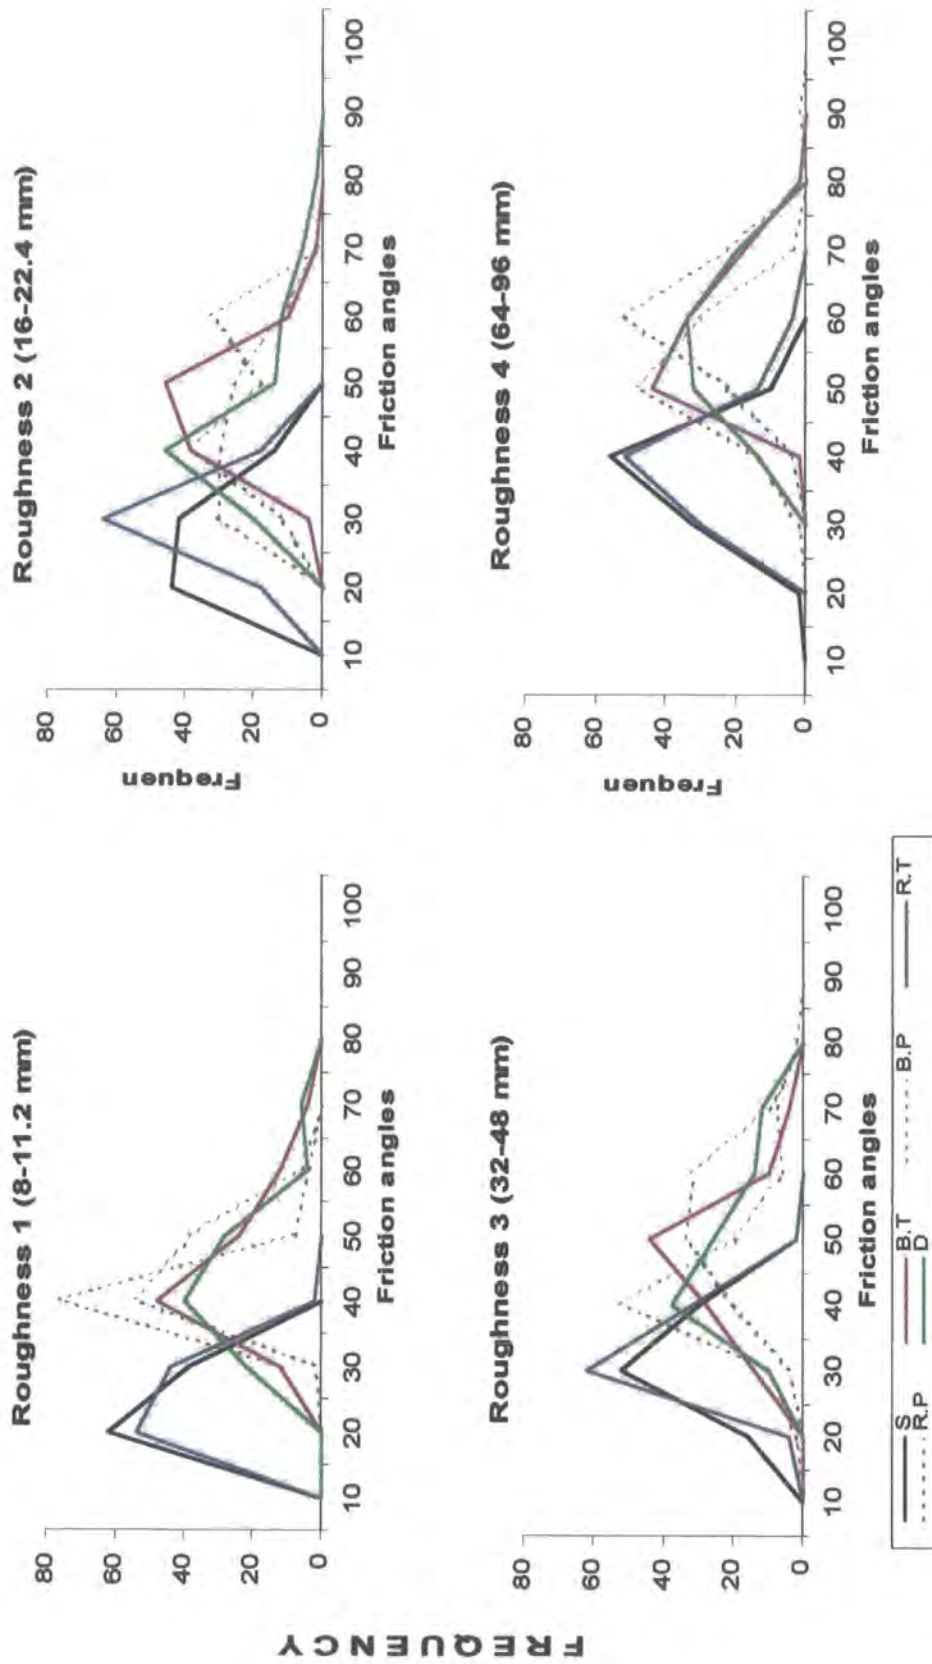 Roughness 1 (8-11.2 mm)
80
60
40
20
0
10 20 30 40 50 60 70 80 90 100
Friction angles
Roughness 2 (16-22.4 mm)
Frequen
80
60
40
20
0
10 20 30 40 50 60 70 80 90 100
Friction angles
FREQUENCY
Roughness 3 (32-48 mm)
80
60
40
20
0
10 20 30 40 50 60 70 80 90 100
Friction angles
Roughness 4 (64-96 mm)
Frequen
80
60
40
20
0
10 20 30 40 50 60 70 80 90 100
Friction angles
S B.T B.P R.T
R.P D